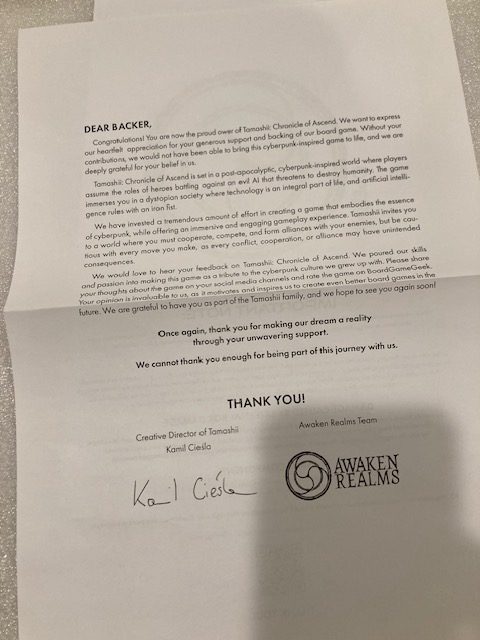 DEAR BACKER,
Congratulations! You are now the proud ower of Tamashii: Chronicle of Ascend. We want to express
our heartfelt appreciation for your generous support and backing of our board game. Without your
contributions, we would not have been able to bring this cyberpunk-inspired game to life, and we are
deeply grateful for your belief in us.
Tamashii: Chronicle of Ascend is set in a post-apocalyptic, cyberpunk-inspired world where players
assume the roles of heroes battling against an evil AI that threatens to destroy humanity. The game
immerses you in a dystopian society where technology is an integral part of life, and artificial intelli-
gence rules with an iron fist.
We have invested a tremendous amount of effort in creating a game that embodies the essence
of cyberpunk, while offering an immersive and engaging gameplay experience. Tamashii invites you
to a world where you must cooperate, compete, and form alliances with your enemies, but be cau-
tious with every move you make, as every conflict, cooperation, or alliance may have unintended
consequences.
We would love to hear your feedback on Tamashii: Chronicle of Ascend. We poured our skills
and passion into making this game as a tribute to the cyberpunk culture we grew up with. Please share
your thoughts about the game on your social media channels and rate the game on BoardGameGeek.
Your opinion is invaluable to us, as it motivates and inspires us to create even better board games in the
future. We are grateful to have you as part of the Tamashii family, and we hope to see you again soon!
Once again, thank you for making our dream a reality
through your unwavering support.
We cannot thank you enough for being part of this journey with us.
THANK YOU!
Creative Director of Tamashii
Kamil Cieśla
Awaken Realms Team
Kamil Cieśla
AWAKEN
REALMS